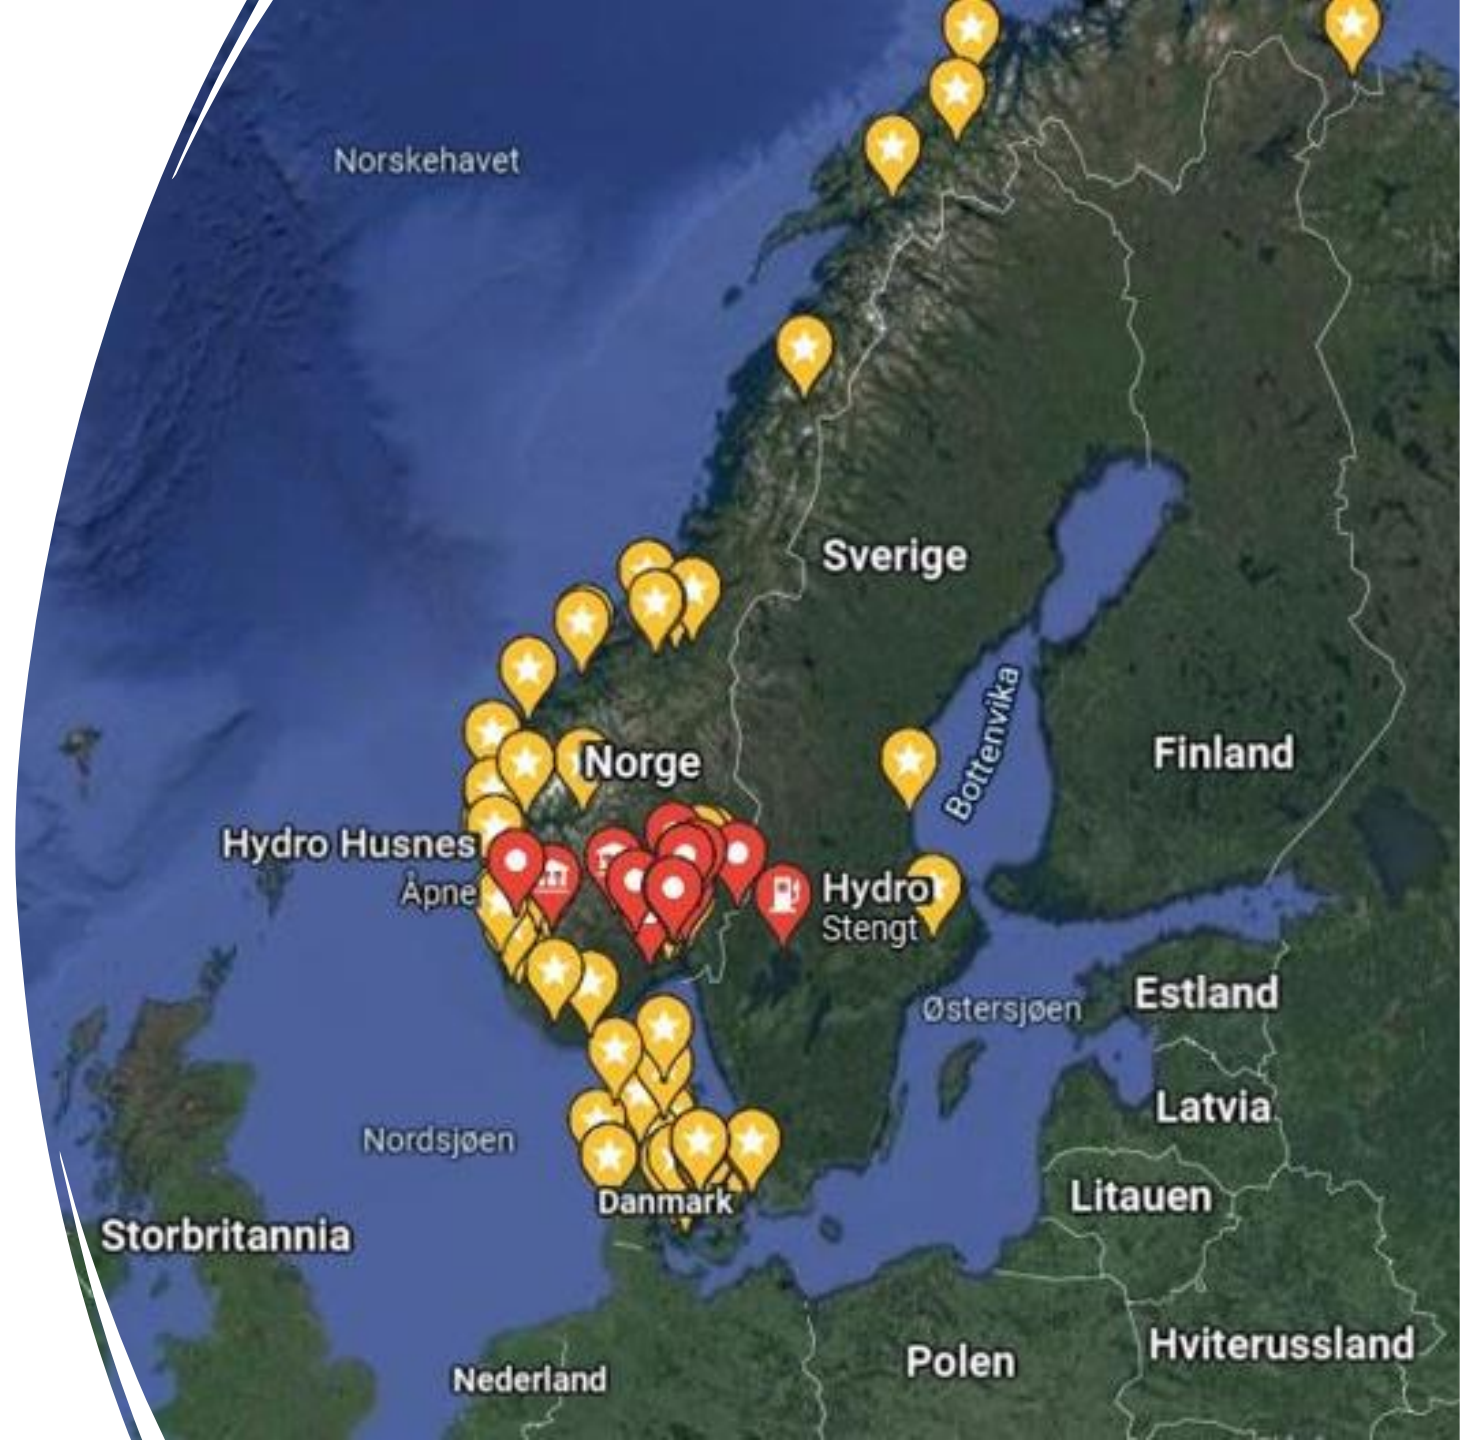 Norskehavet
Sverige
Bottenvika
Norge
Finland
Hydro Husnes
Åpne
Hydro
Stengt
Østersjøen
Estland
Latvia
Nordsjøen
Litauen
Danmark
Storbritannia
Hviterussland
Polen
Nederland